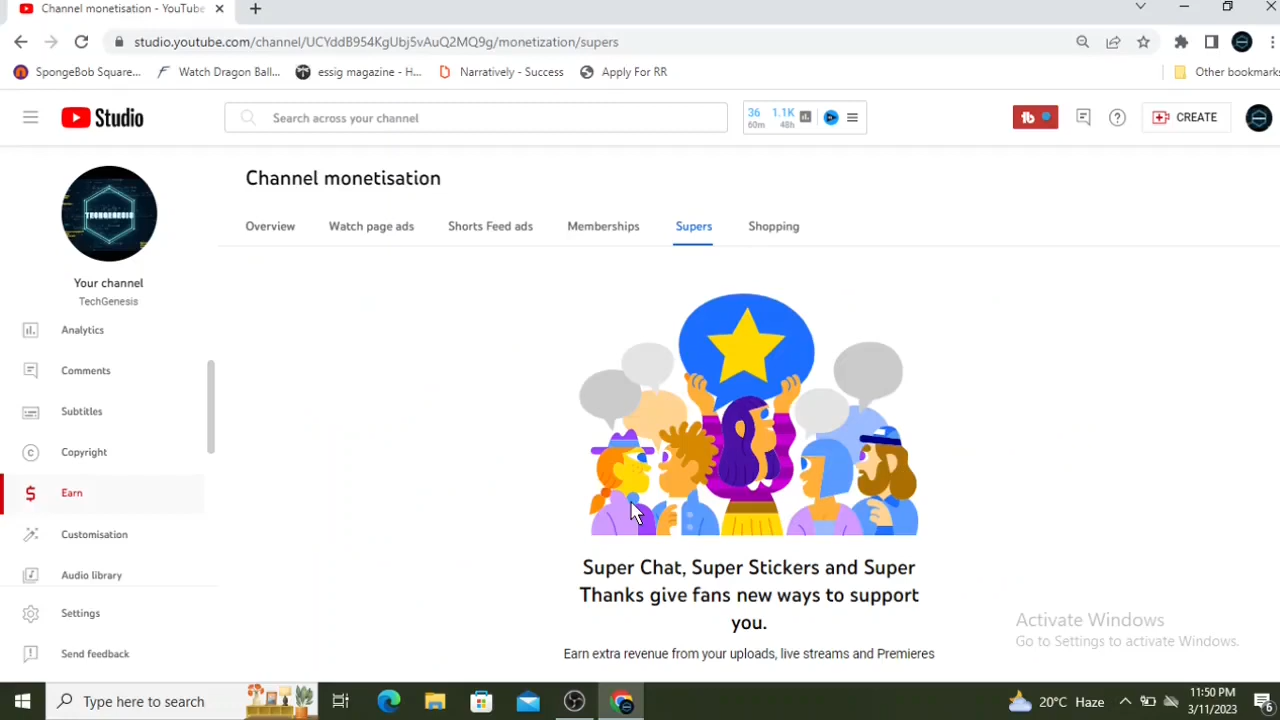 Channel monetisation - YouTube
studio.youtube.com/channel/UCYddB954KgUbj5vAuQ2MQ9g/monetization/supers
SpongeBob Square... Watch Dragon Ball... essig magazine - H... Narratively - Success Apply For RR Other bookmarks
Studio
Search across your channel
36 1.1K
60m 48h
tb
CREATE
Channel monetisation
Overview Watch page ads Shorts Feed ads Memberships Supers Shopping
TECHGENESIS
Your channel
TechGenesis
Analytics
Comments
Subtitles
Copyright
Earn
Customisation
Audio library
Settings
Send feedback
Super Chat, Super Stickers and Super
Thanks give fans new ways to support
you.
Earn extra revenue from your uploads, live streams and Premieres
Activate Windows
Go to Settings to activate Windows.
Type here to search
20°C Haze
11:50 PM
3/11/2023
6